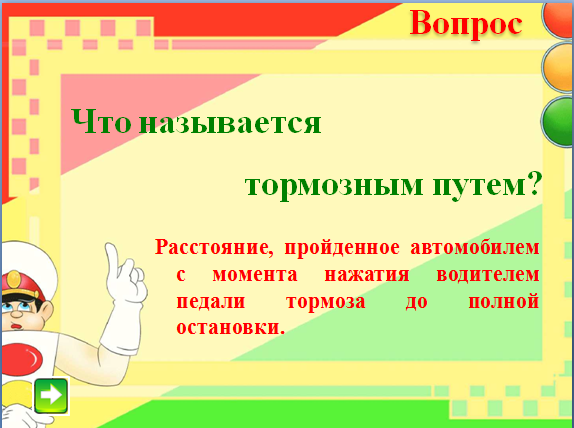 Вопрос
Что называется
тормозным путем?
Расстояние, пройденное автомобилем
с момента нажатия водителем
педали тормоза до полной
остановки.